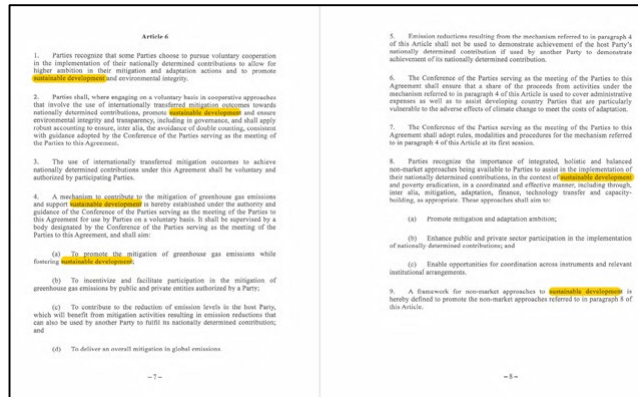 Article 6
1. Parties recognize that some Parties choose to pursue voluntary cooperation
in the implementation of their nationally determined contributions to allow for
higher ambition in their mitigation and adaptation actions and to promote
sustainable development and environmental integrity.
2. Parties shall, where engaging on a voluntary basis in cooperative approaches
that involve the use of internationally transferred mitigation outcomes towards
nationally determined contributions, promote sustainable development and ensure
environmental integrity and transparency, including in governance, and shall apply
robust accounting to ensure, inter alia, the avoidance of double counting, consistent
with guidance adopted by the Conference of the Parties serving as the meeting of
the Parties to this Agreement.
3. The use of internationally transferred mitigation outcomes to achieve
nationally determined contributions under this Agreement shall be voluntary and
authorized by participating Parties.
4. A mechanism to contribute to the mitigation of greenhouse gas emissions
and support sustainable development is hereby established under the authority and
guidance of the Conference of the Parties serving as the meeting of the Parties to
this Agreement for use by Parties on a voluntary basis. It shall be supervised by a
body designated by the Conference of the Parties serving as the meeting of the
Parties to this Agreement, and shall aim:
(a) To promote the mitigation of greenhouse gas emissions while
fostering sustainable development;
(b) To incentivize and facilitate participation in the mitigation of
greenhouse gas emissions by public and private entities authorized by a Party;
(c) To contribute to the reduction of emission levels in the host Party,
which will benefit from mitigation activities resulting in emission reductions that
can also be used by another Party to fulfil its nationally determined contribution;
and
(d) To deliver an overall mitigation in global emissions.
–7–
5. Emission reductions resulting from the mechanism referred to in paragraph 4
of this Article shall not be used to demonstrate achievement of the host Party's
nationally determined contribution if used by another Party to demonstrate
achievement of its nationally determined contribution.
6. The Conference of the Parties serving as the meeting of the Parties to this
Agreement shall ensure that a share of the proceeds from activities under the
mechanism referred to in paragraph 4 of this Article is used to cover administrative
expenses as well as to assist developing country Parties that are particularly
vulnerable to the adverse effects of climate change to meet the costs of adaptation.
7. The Conference of the Parties serving as the meeting of the Parties to this
Agreement shall adopt rules, modalities and procedures for the mechanism referred
to in paragraph 4 of this Article at its first session.
8. Parties recognize the importance of integrated, holistic and balanced
non-market approaches being available to Parties to assist in the implementation of
their nationally determined contributions, in the context of sustainable development
and poverty eradication, in a coordinated and effective manner, including through,
inter alia, mitigation, adaptation, finance, technology transfer and capacity-
building, as appropriate. These approaches shall aim to:
(a) Promote mitigation and adaptation ambition;
(b) Enhance public and private sector participation in the implementation
of nationally determined contributions; and
(c) Enable opportunities for coordination across instruments and relevant
institutional arrangements.
9. A framework for non-market approaches to sustainable development is
hereby defined to promote the non-market approaches referred to in paragraph 8 of
this Article.
–8–